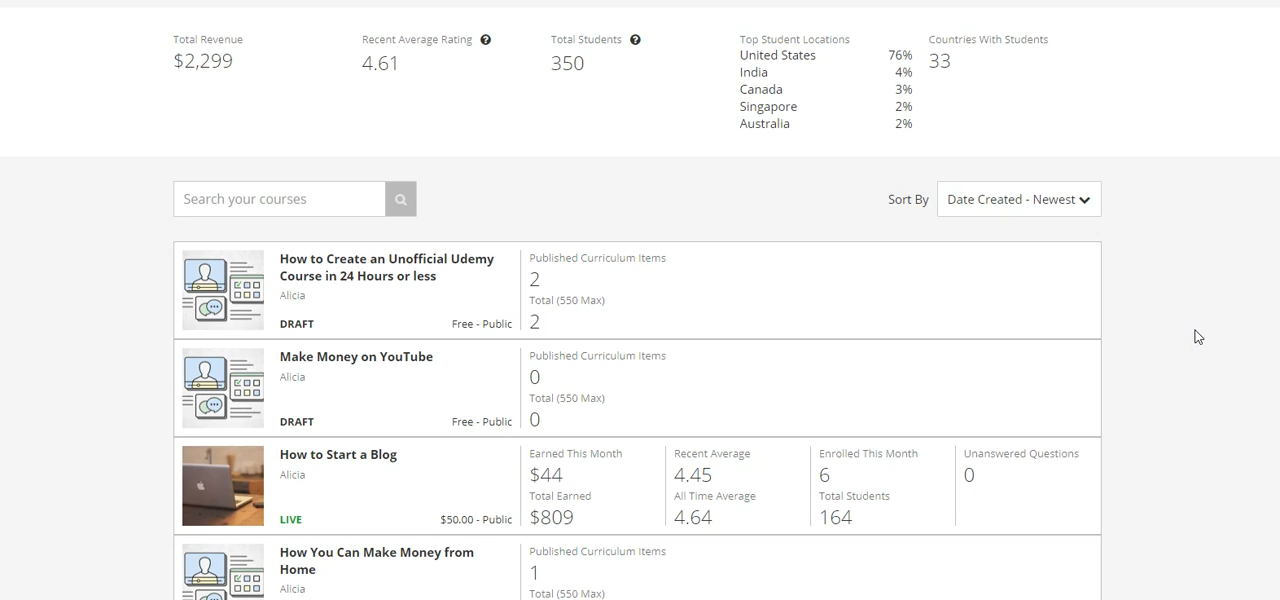 Total Revenue
$2,299
Recent Average Rating ?
4.61
Total Students ?
350
Top Student Locations
United States 76%
India 4%
Canada 3%
Singapore 2%
Australia 2%
Countries With Students
33
Search your courses
Sort By Date Created - Newest
How to Create an Unofficial Udemy
Course in 24 Hours or less
Alicia
DRAFT Free - Public
Published Curriculum Items
2
Total (550 Max)
2
Make Money on YouTube
Alicia
DRAFT Free - Public
Published Curriculum Items
0
Total (550 Max)
0
How to Start a Blog
Alicia
LIVE $50.00 - Public
Earned This Month
$44
Total Earned
$809
Recent Average
4.45
All Time Average
4.64
Enrolled This Month
6
Total Students
164
Unanswered Questions
0
How You Can Make Money from
Home
Alicia
Published Curriculum Items
1
Total (550 Max)